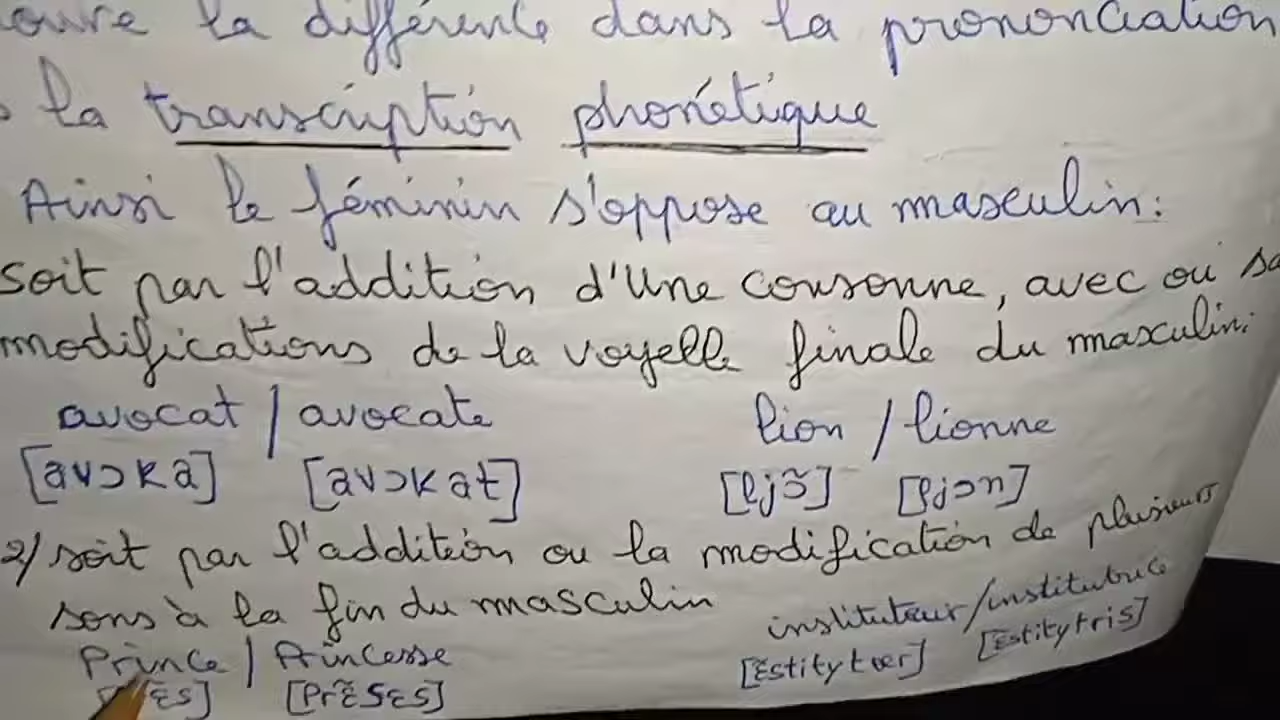 la différence dans la prononciation
la transcription phonétique
Ainsi le féminin s'oppose au masculin:
soit par l'addition d'une consonne, avec ou
modifications de la voyelle finale du masculin:
avocat / avocate lion / lionne
[avɔka] [avɔkat] [ljɔ̃] [ljɔn]
2/ soit par l'addition ou la modification de plusieurs
sons à la fin du masculin
instituteur/institutrice
Prince / Princesse
[ɛ̃stitytœr] [ɛ̃stitytris]
[prɛ̃sɛs]